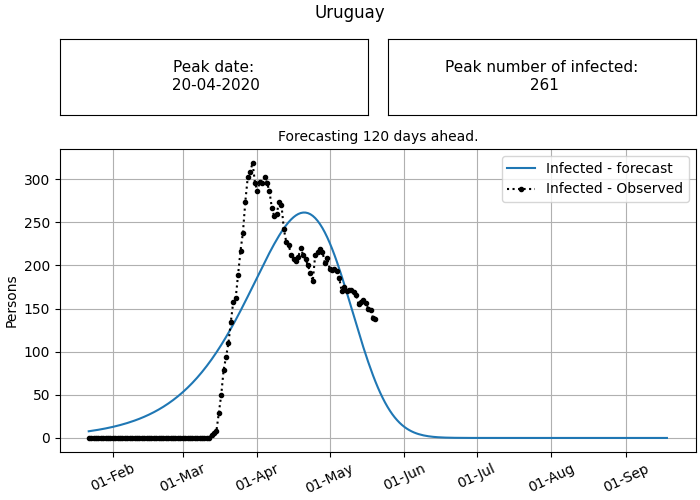 Uruguay
Peak date:
20-04-2020
Peak number of infected:
261
Forecasting 120 days ahead.
Infected - forecast
Infected - Observed
Persons
300
250
200
150
100
50
0
01-Feb
01-Mar
01-Apr
01-May
01-Jun
01-Jul
01-Aug
01-Sep